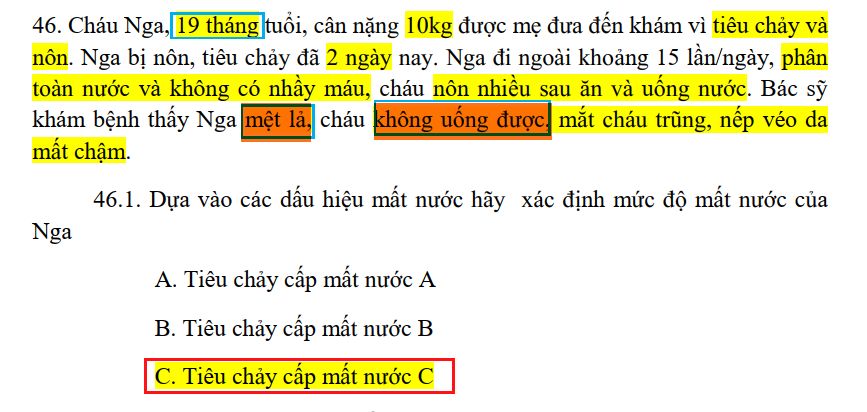 46. Cháu Nga, 19 tháng tuổi, cân nặng 10kg được mẹ đưa đến khám vì tiêu chảy và
nôn. Nga bị nôn, tiêu chảy đã 2 ngày nay. Nga đi ngoài khoảng 15 lần/ngày, phân
toàn nước và không có nhầy máu, cháu nôn nhiều sau ăn và uống nước. Bác sỹ
khám bệnh thấy Nga mệt lả, cháu không uống được, mắt cháu trũng, nếp véo da
mất chậm.
46.1. Dựa vào các dấu hiệu mất nước hãy xác định mức độ mất nước của
Nga
A. Tiêu chảy cấp mất nước A
B. Tiêu chảy cấp mất nước B
C. Tiêu chảy cấp mất nước C